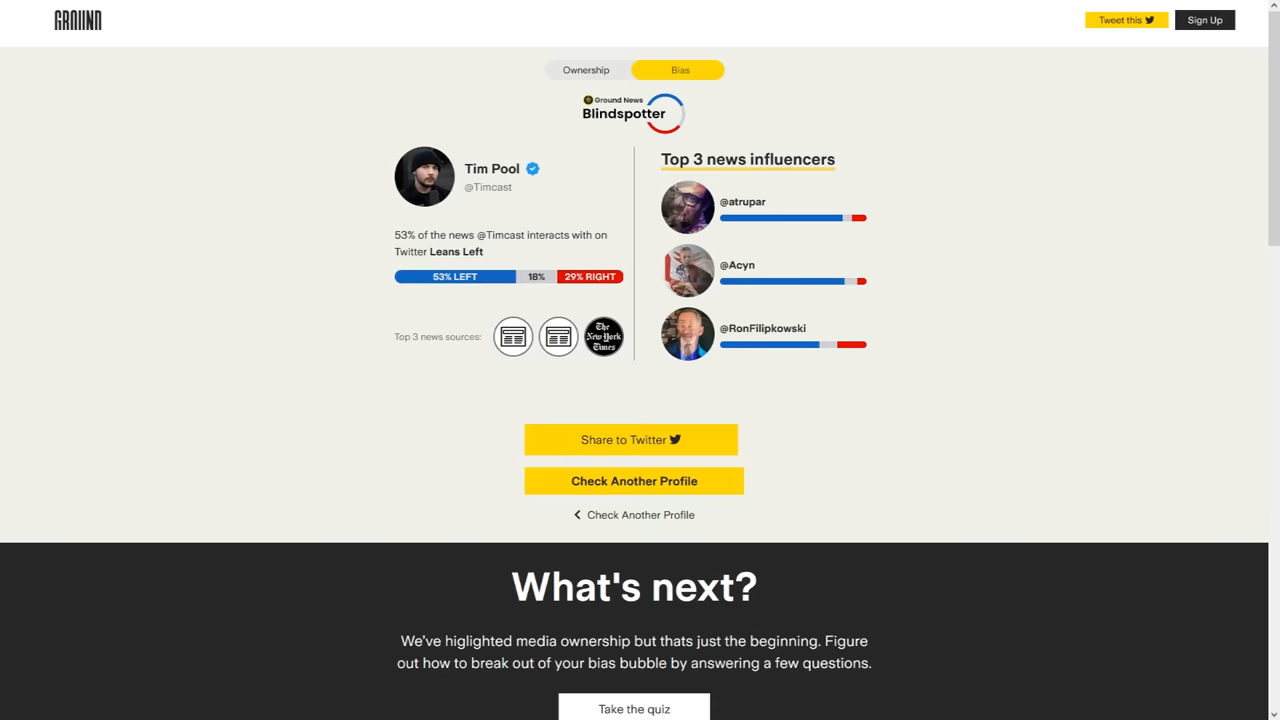 GROUND
Tweet this
Sign Up
Ownership
Bias
Ground News
Blindspotter
Tim Pool
@Timcast
53% of the news @Timcast interacts with on
Twitter Leans Left
53% LEFT
18%
29% RIGHT
Top 3 news sources:
The
New York
Times
Top 3 news influencers
@atrupar
@Acyn
@RonFilipkowski
Share to Twitter
Check Another Profile
Check Another Profile
What's next?
We've higlighted media ownership but thats just the beginning. Figure
out how to break out of your bias bubble by answering a few questions.
Take the quiz